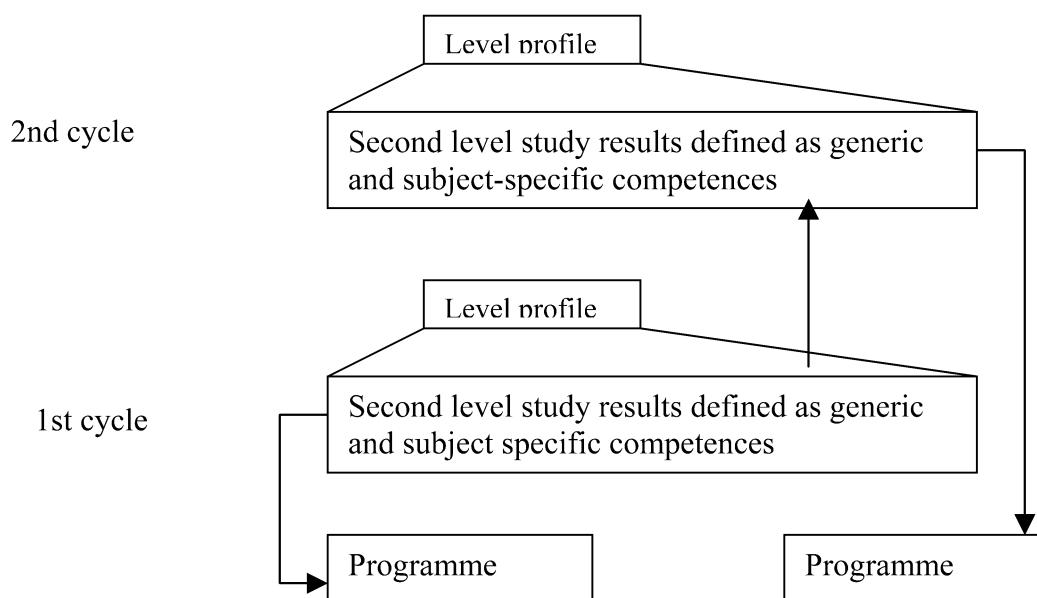 Level profile
2nd cycle
Second level study results defined as generic
and subject-specific competences
Level profile
1st cycle
Second level study results defined as generic
and subject specific competences
Programme
Programme